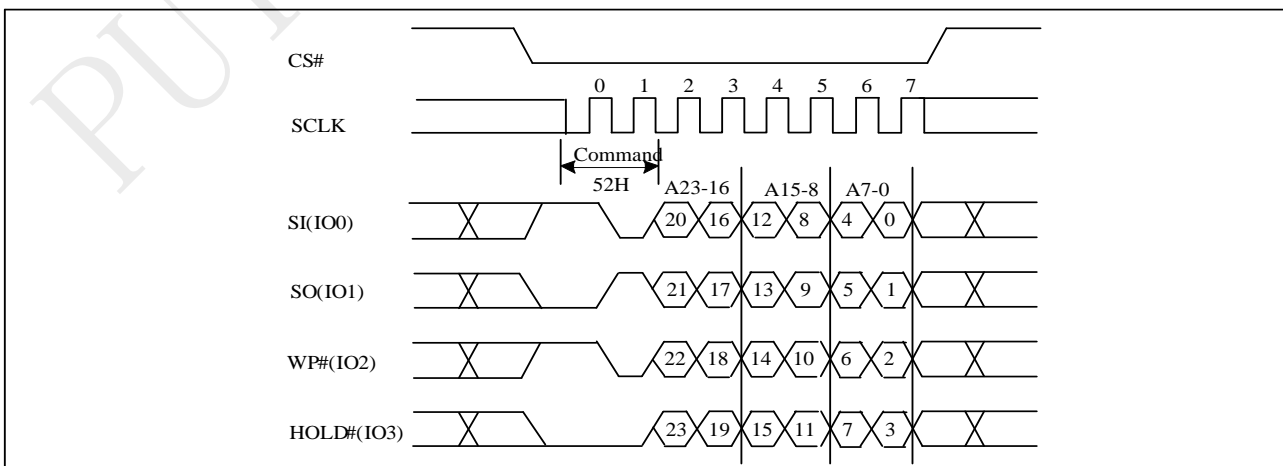 PUY
CS#
0 1 2 3 4 5 6 7
SCLK
Command
52H
A23-16 A15-8 A7-0
SI(IO0) 20 16 12 8 4 0
SO(IO1) 21 17 13 9 5 1
WP#(IO2) 22 18 14 10 6 2
HOLD#(IO3) 23 19 15 11 7 3